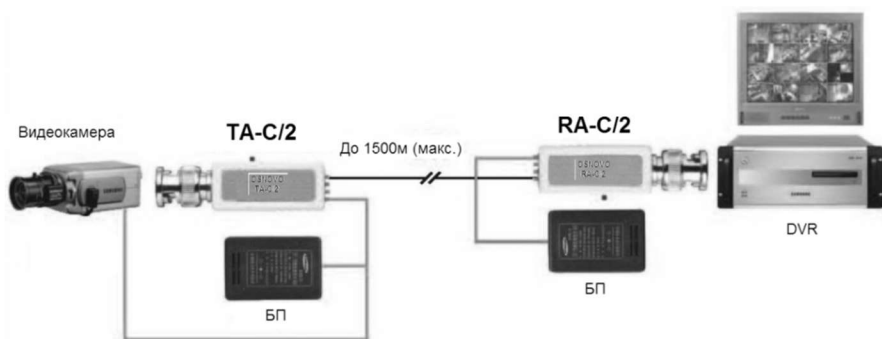 Видеокамера
TA-C/2
До 1500м (макс.)
RA-C/2
OSNOVO
TA-C.2
OSNOVO
RA-C.2
БП
БП
DVR